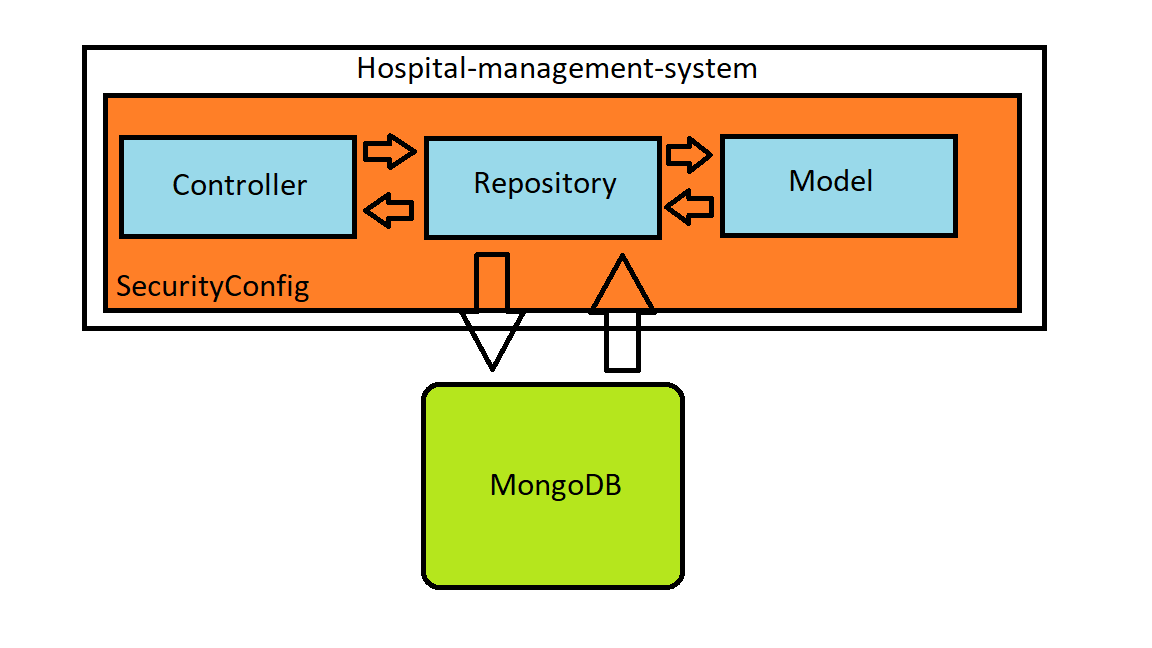 Hospital-management-system
Controller
Repository
Model
SecurityConfig
MongoDB